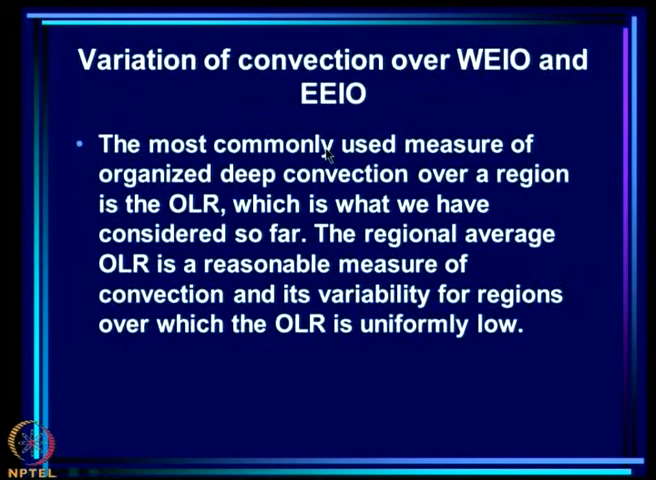 Variation of convection over WEIO and
EEIO
• The most commonly used measure of
organized deep convection over a region
is the OLR, which is what we have
considered so far. The regional average
OLR is a reasonable measure of
convection and its variability for regions
over which the OLR is uniformly low.
NPTEL